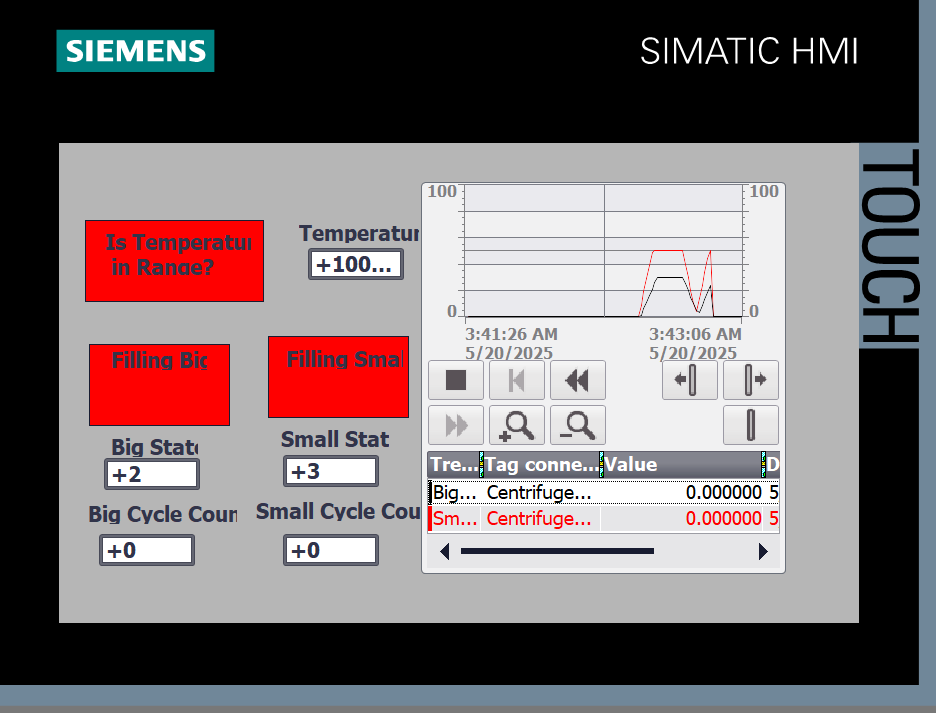 SIEMENS
SIMATIC HMI
TOUCH
Is Temperatur
in Range?
Temperatur
+100...
Filling Big
Filling Smal
Big State
+2
Small Stat
+3
Big Cycle Coun
+0
Small Cycle Cou
+0
100 100
0 0
3:41:26 AM 3:43:06 AM
5/20/2025 5/20/2025
Tre... Tag conne... Value D
Big... Centrifuge... 0.000000 5
Sm... Centrifuge... 0.000000 5